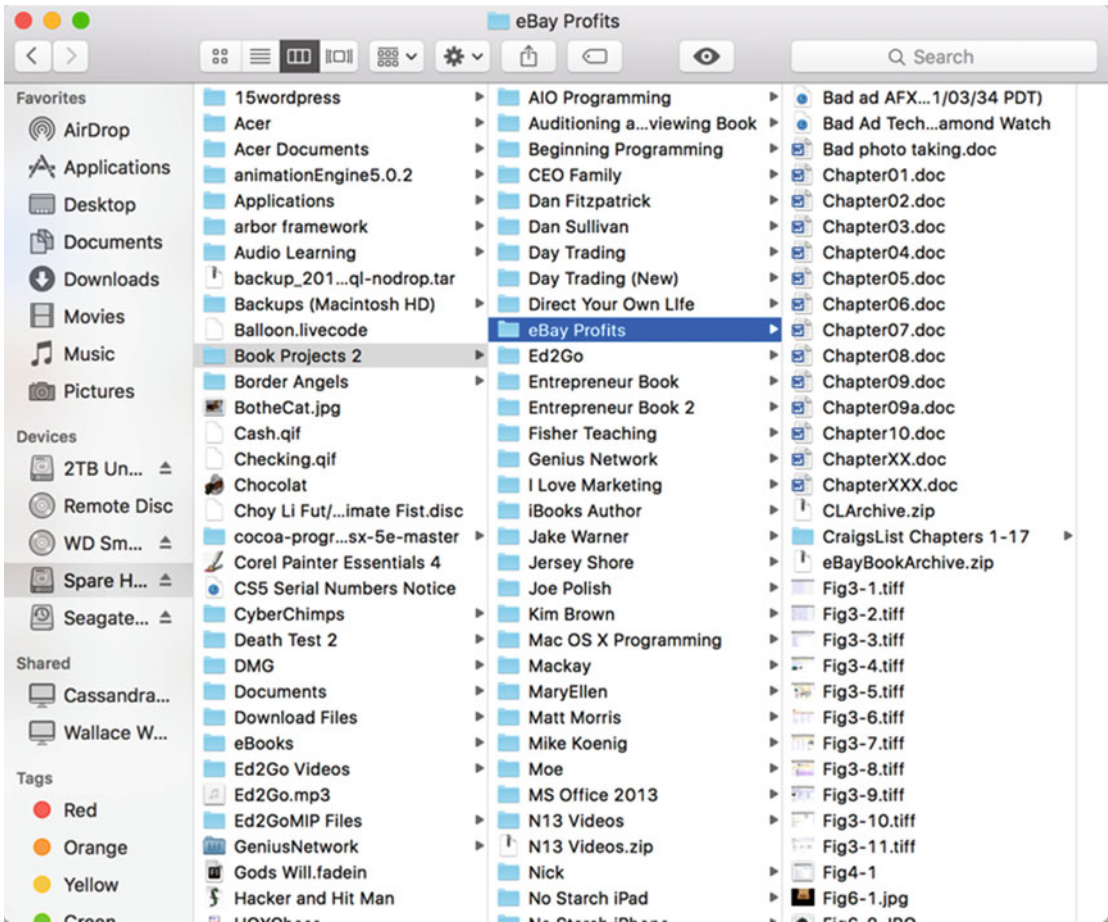 eBay Profits
Search
Favorites
AirDrop
Applications
Desktop
Documents
Downloads
Movies
Music
Pictures
Devices
2TB Un...
Remote Disc
WD Sm...
Spare H...
Seagate...
Shared
Cassandra...
Wallace W...
Tags
Red
Orange
Yellow
Green
15wordpress
Acer
Acer Documents
animationEngine5.0.2
Applications
arbor framework
Audio Learning
backup_201...ql-nodrop.tar
Backups (Macintosh HD)
Balloon.livecode
Book Projects 2
Border Angels
BotheCat.jpg
Cash.qif
Checking.qif
Chocolat
Choy Li Fut/...imate Fist.disc
cocoa-progr...sx-5e-master
Corel Painter Essentials 4
CS5 Serial Numbers Notice
CyberChimps
Death Test 2
DMG
Documents
Download Files
eBooks
Ed2Go Videos
Ed2Go.mp3
Ed2GoMIP Files
GeniusNetwork
Gods Will.fadein
Hacker and Hit Man
AIO Programming
Auditioning a...viewing Book
Beginning Programming
CEO Family
Dan Fitzpatrick
Dan Sullivan
Day Trading
Day Trading (New)
Direct Your Own LIfe
eBay Profits
Ed2Go
Entrepreneur Book
Entrepreneur Book 2
Fisher Teaching
Genius Network
I Love Marketing
iBooks Author
Jake Warner
Jersey Shore
Joe Polish
Kim Brown
Mac OS X Programming
Mackay
MaryEllen
Matt Morris
Mike Koenig
Moe
MS Office 2013
N13 Videos
N13 Videos.zip
Nick
No Starch iPad
No Starch iPhone
Bad ad AFX...1/03/34 PDT)
Bad Ad Tech...amond Watch
Bad photo taking.doc
Chapter01.doc
Chapter02.doc
Chapter03.doc
Chapter04.doc
Chapter05.doc
Chapter06.doc
Chapter07.doc
Chapter08.doc
Chapter09.doc
Chapter09a.doc
Chapter10.doc
ChapterXX.doc
ChapterXXX.doc
CLArchive.zip
CraigsList Chapters 1-17
eBayBookArchive.zip
Fig3-1.tiff
Fig3-2.tiff
Fig3-3.tiff
Fig3-4.tiff
Fig3-5.tiff
Fig3-6.tiff
Fig3-7.tiff
Fig3-8.tiff
Fig3-9.tiff
Fig3-10.tiff
Fig3-11.tiff
Fig4-1
Fig6-1.jpg